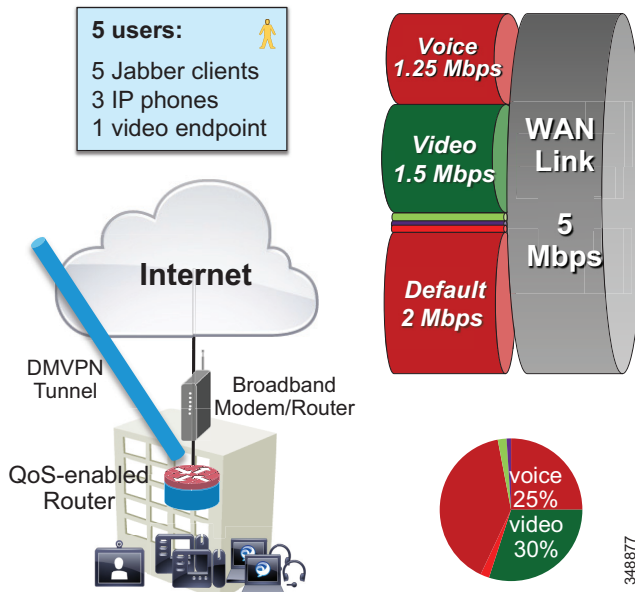 5 users:
5 Jabber clients
3 IP phones
1 video endpoint
Internet
DMVPN
Tunnel
Broadband
Modem/Router
QoS-enabled
Router
Voice
1.25 Mbps
Video
1.5 Mbps
Default
2 Mbps
WAN
Link
5
Mbps
voice
25%
video
30%
348877